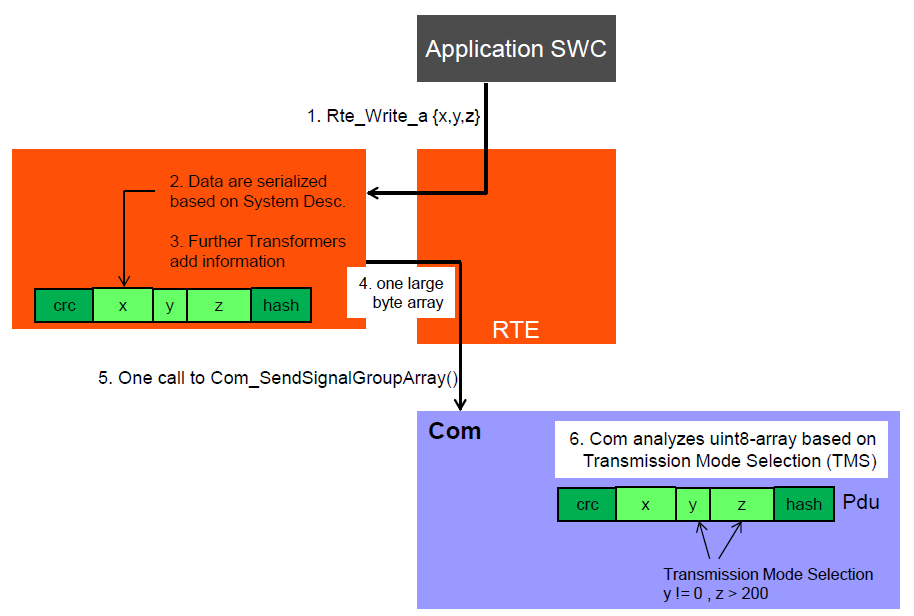 Application SWC
1. Rte_Write_a {x,y,z}
2. Data are serialized
based on System Desc.
3. Further Transformers
add information
crc x y z hash
4. one large
byte array
RTE
5. One call to Com_SendSignalGroupArray()
Com
6. Com analyzes uint8-array based on
Transmission Mode Selection (TMS)
crc x y z hash Pdu
Transmission Mode Selection
y != 0 , z > 200